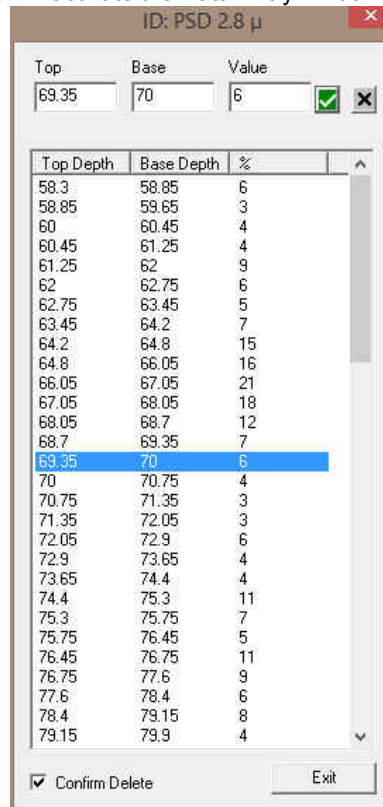 ID: PSD 2.8 µ
Top Base Value
69.35 70 6
Top Depth Base Depth %
58.3 58.85 6
58.85 59.65 3
60 60.45 4
60.45 61.25 4
61.25 62 9
62 62.75 6
62.75 63.45 5
63.45 64.2 7
64.2 64.8 15
64.8 66.05 16
66.05 67.05 21
67.05 68.05 18
68.05 68.7 12
68.7 69.35 7
69.35 70 6
70 70.75 4
70.75 71.35 3
71.35 72.05 3
72.05 72.9 6
72.9 73.65 4
73.65 74.4 4
74.4 75.3 11
75.3 75.75 7
75.75 76.45 5
76.45 76.75 11
76.75 77.6 9
77.6 78.4 6
78.4 79.15 8
79.15 79.9 4
Confirm Delete Exit